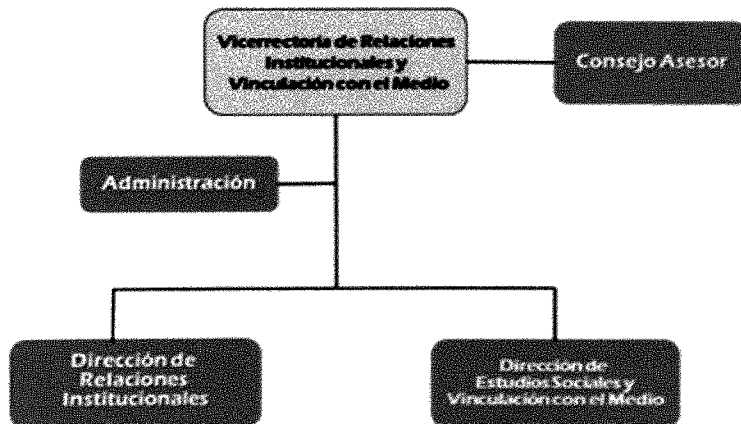 Vicerrectoría de Relaciones
Institucionales y
Vinculación con el Medio
Consejo Asesor
Administración
Dirección de
Relaciones
Institucionales
Dirección de
Estudios Sociales y
Vinculación con el Medio